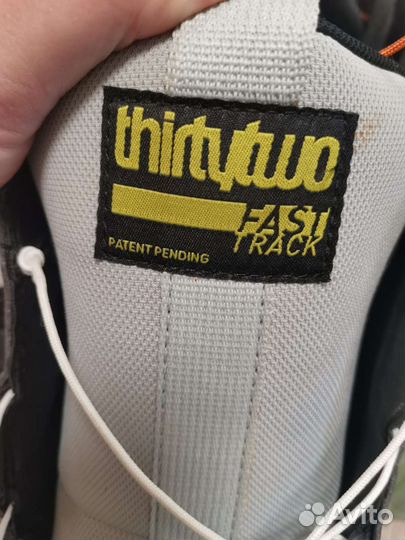 thirtytwo
FAST
TRACK
PATENT PENDING
Avito